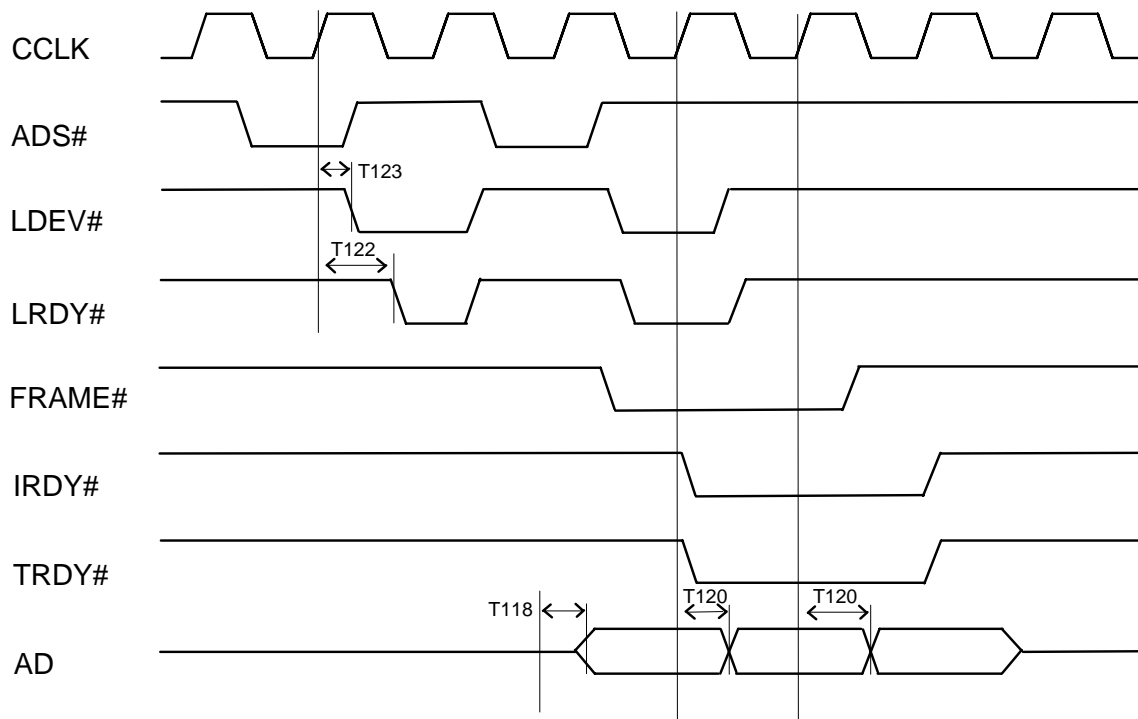 CCLK
ADS#
T123
LDEV#
T122
LRDY#
FRAME#
IRDY#
TRDY#
T118
T120
T120
AD